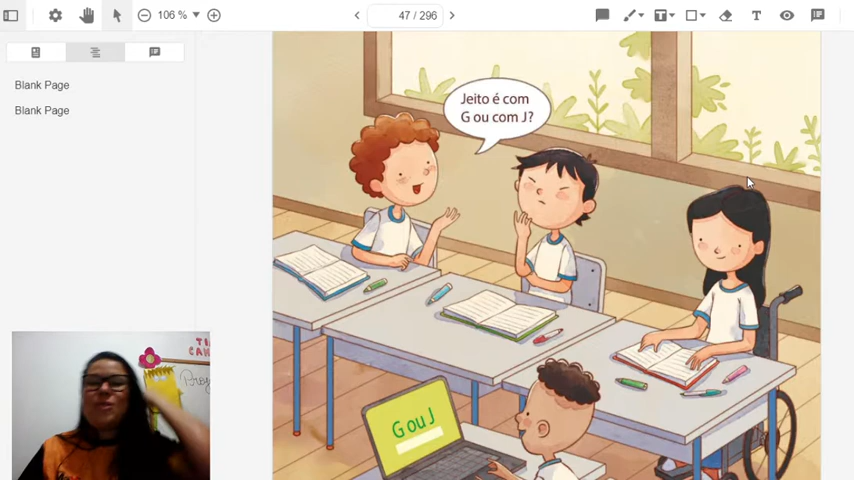 106 %
47 / 296
Blank Page
Blank Page
Jeito é com
G ou com J?
G ou J